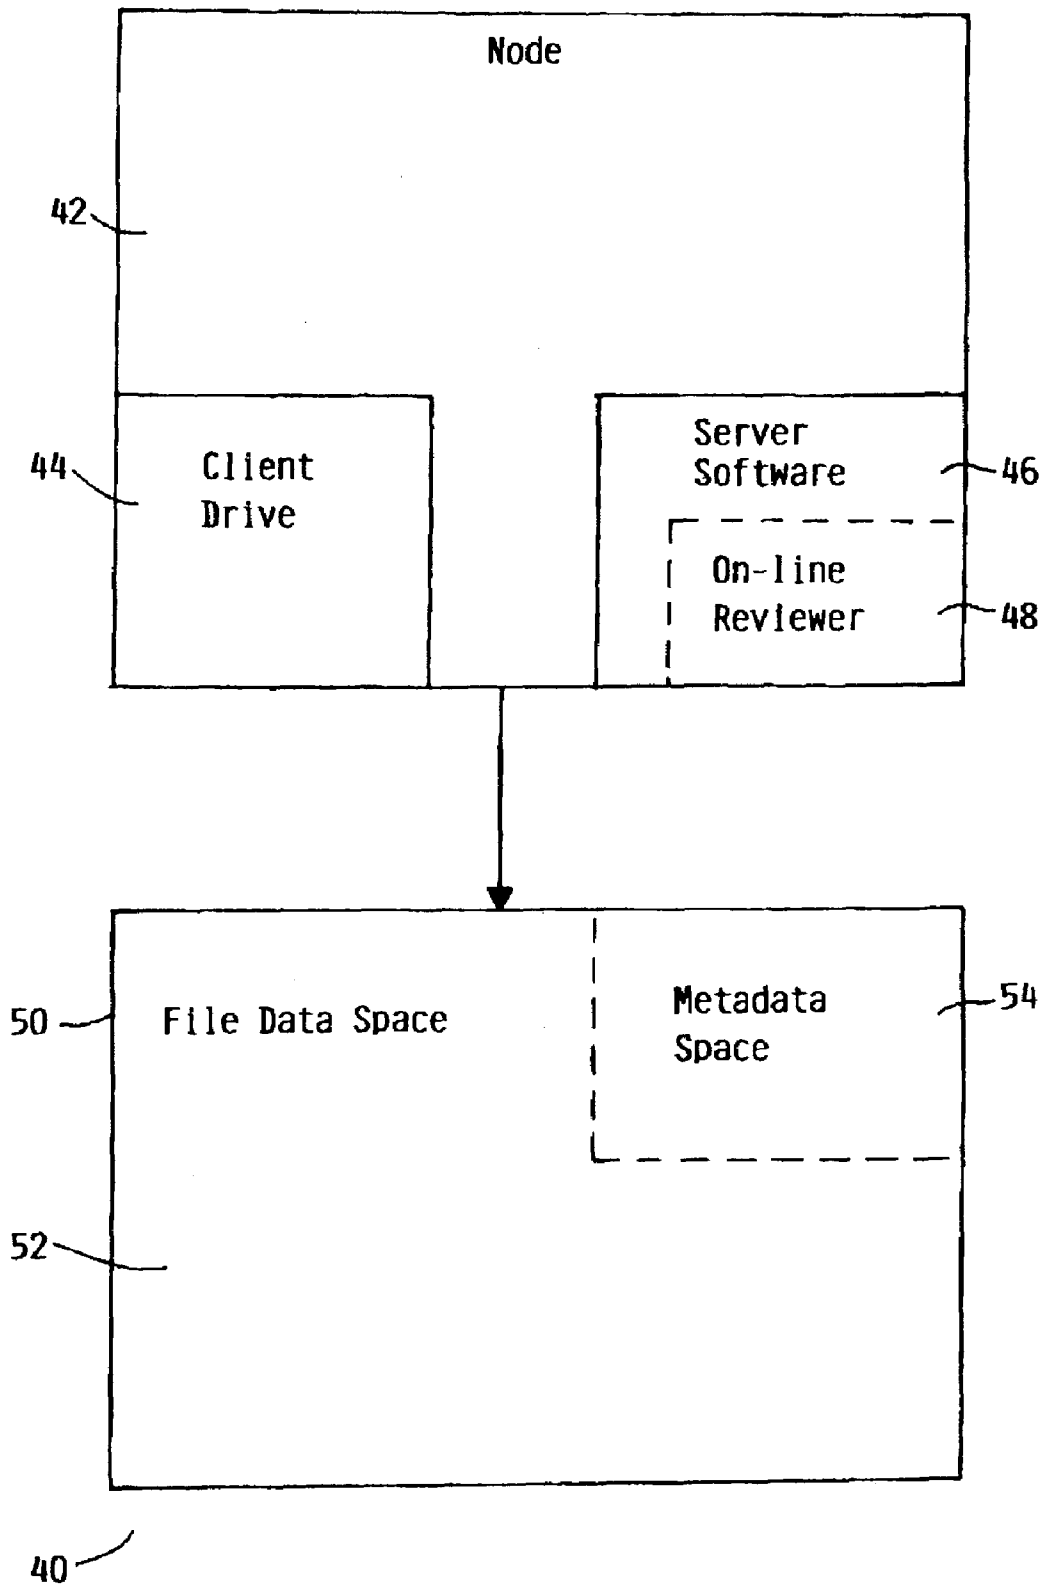 Node
42
44
Client
Drive
Server
Software
46
On-line
Reviewer
48
50
File Data Space
Metadata
Space
54
52
40